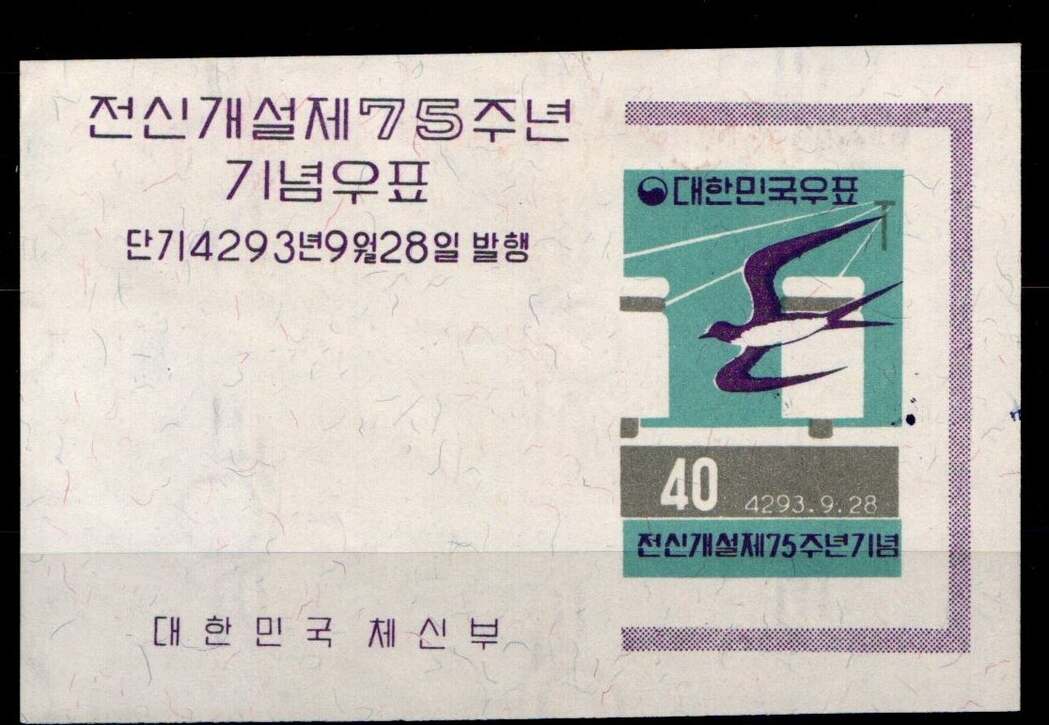 전신개설제75주년
기념우표
단기4293년9월28일 발행
대한민국우표
40
4293.9.28
전신개설제75주년기념
대한민국 체신부